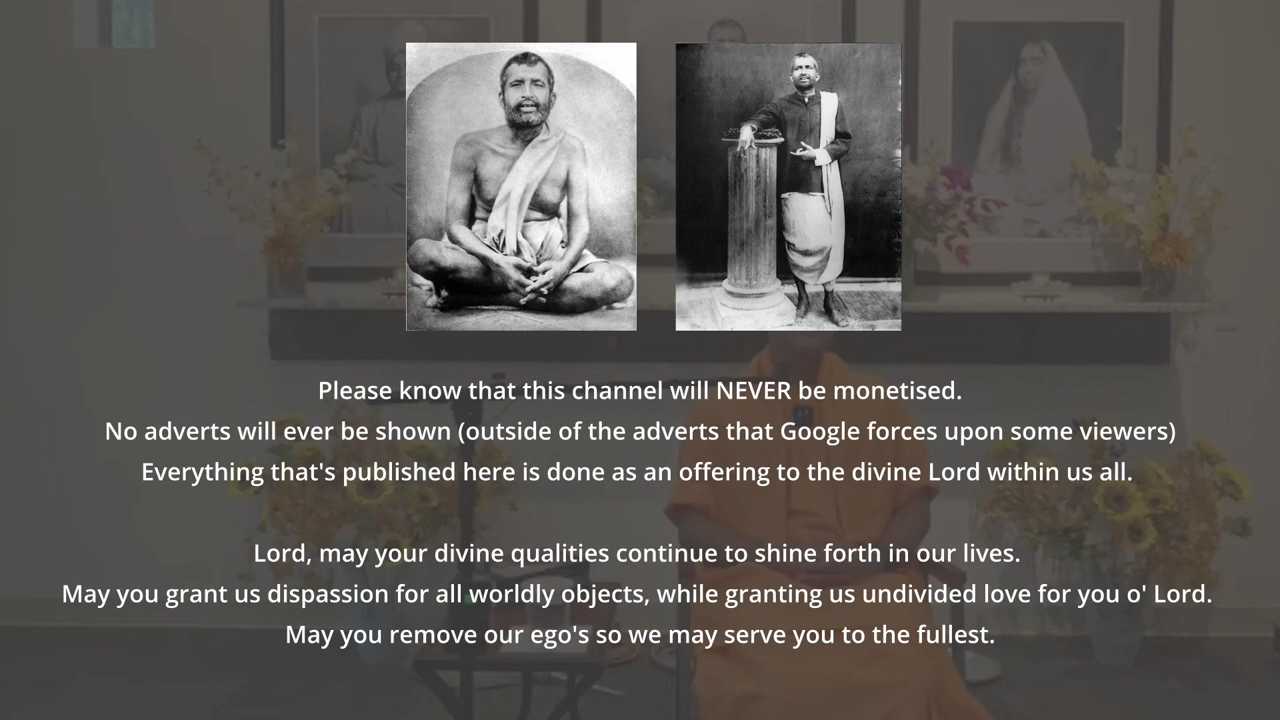 Please know that this channel will NEVER be monetised.
No adverts will ever be shown (outside of the adverts that Google forces upon some viewers)
Everything that's published here is done as an offering to the divine Lord within us all.
Lord, may your divine qualities continue to shine forth in our lives.
May you grant us dispassion for all worldly objects, while granting us undivided love for you o' Lord.
May you remove our ego's so we may serve you to the fullest.